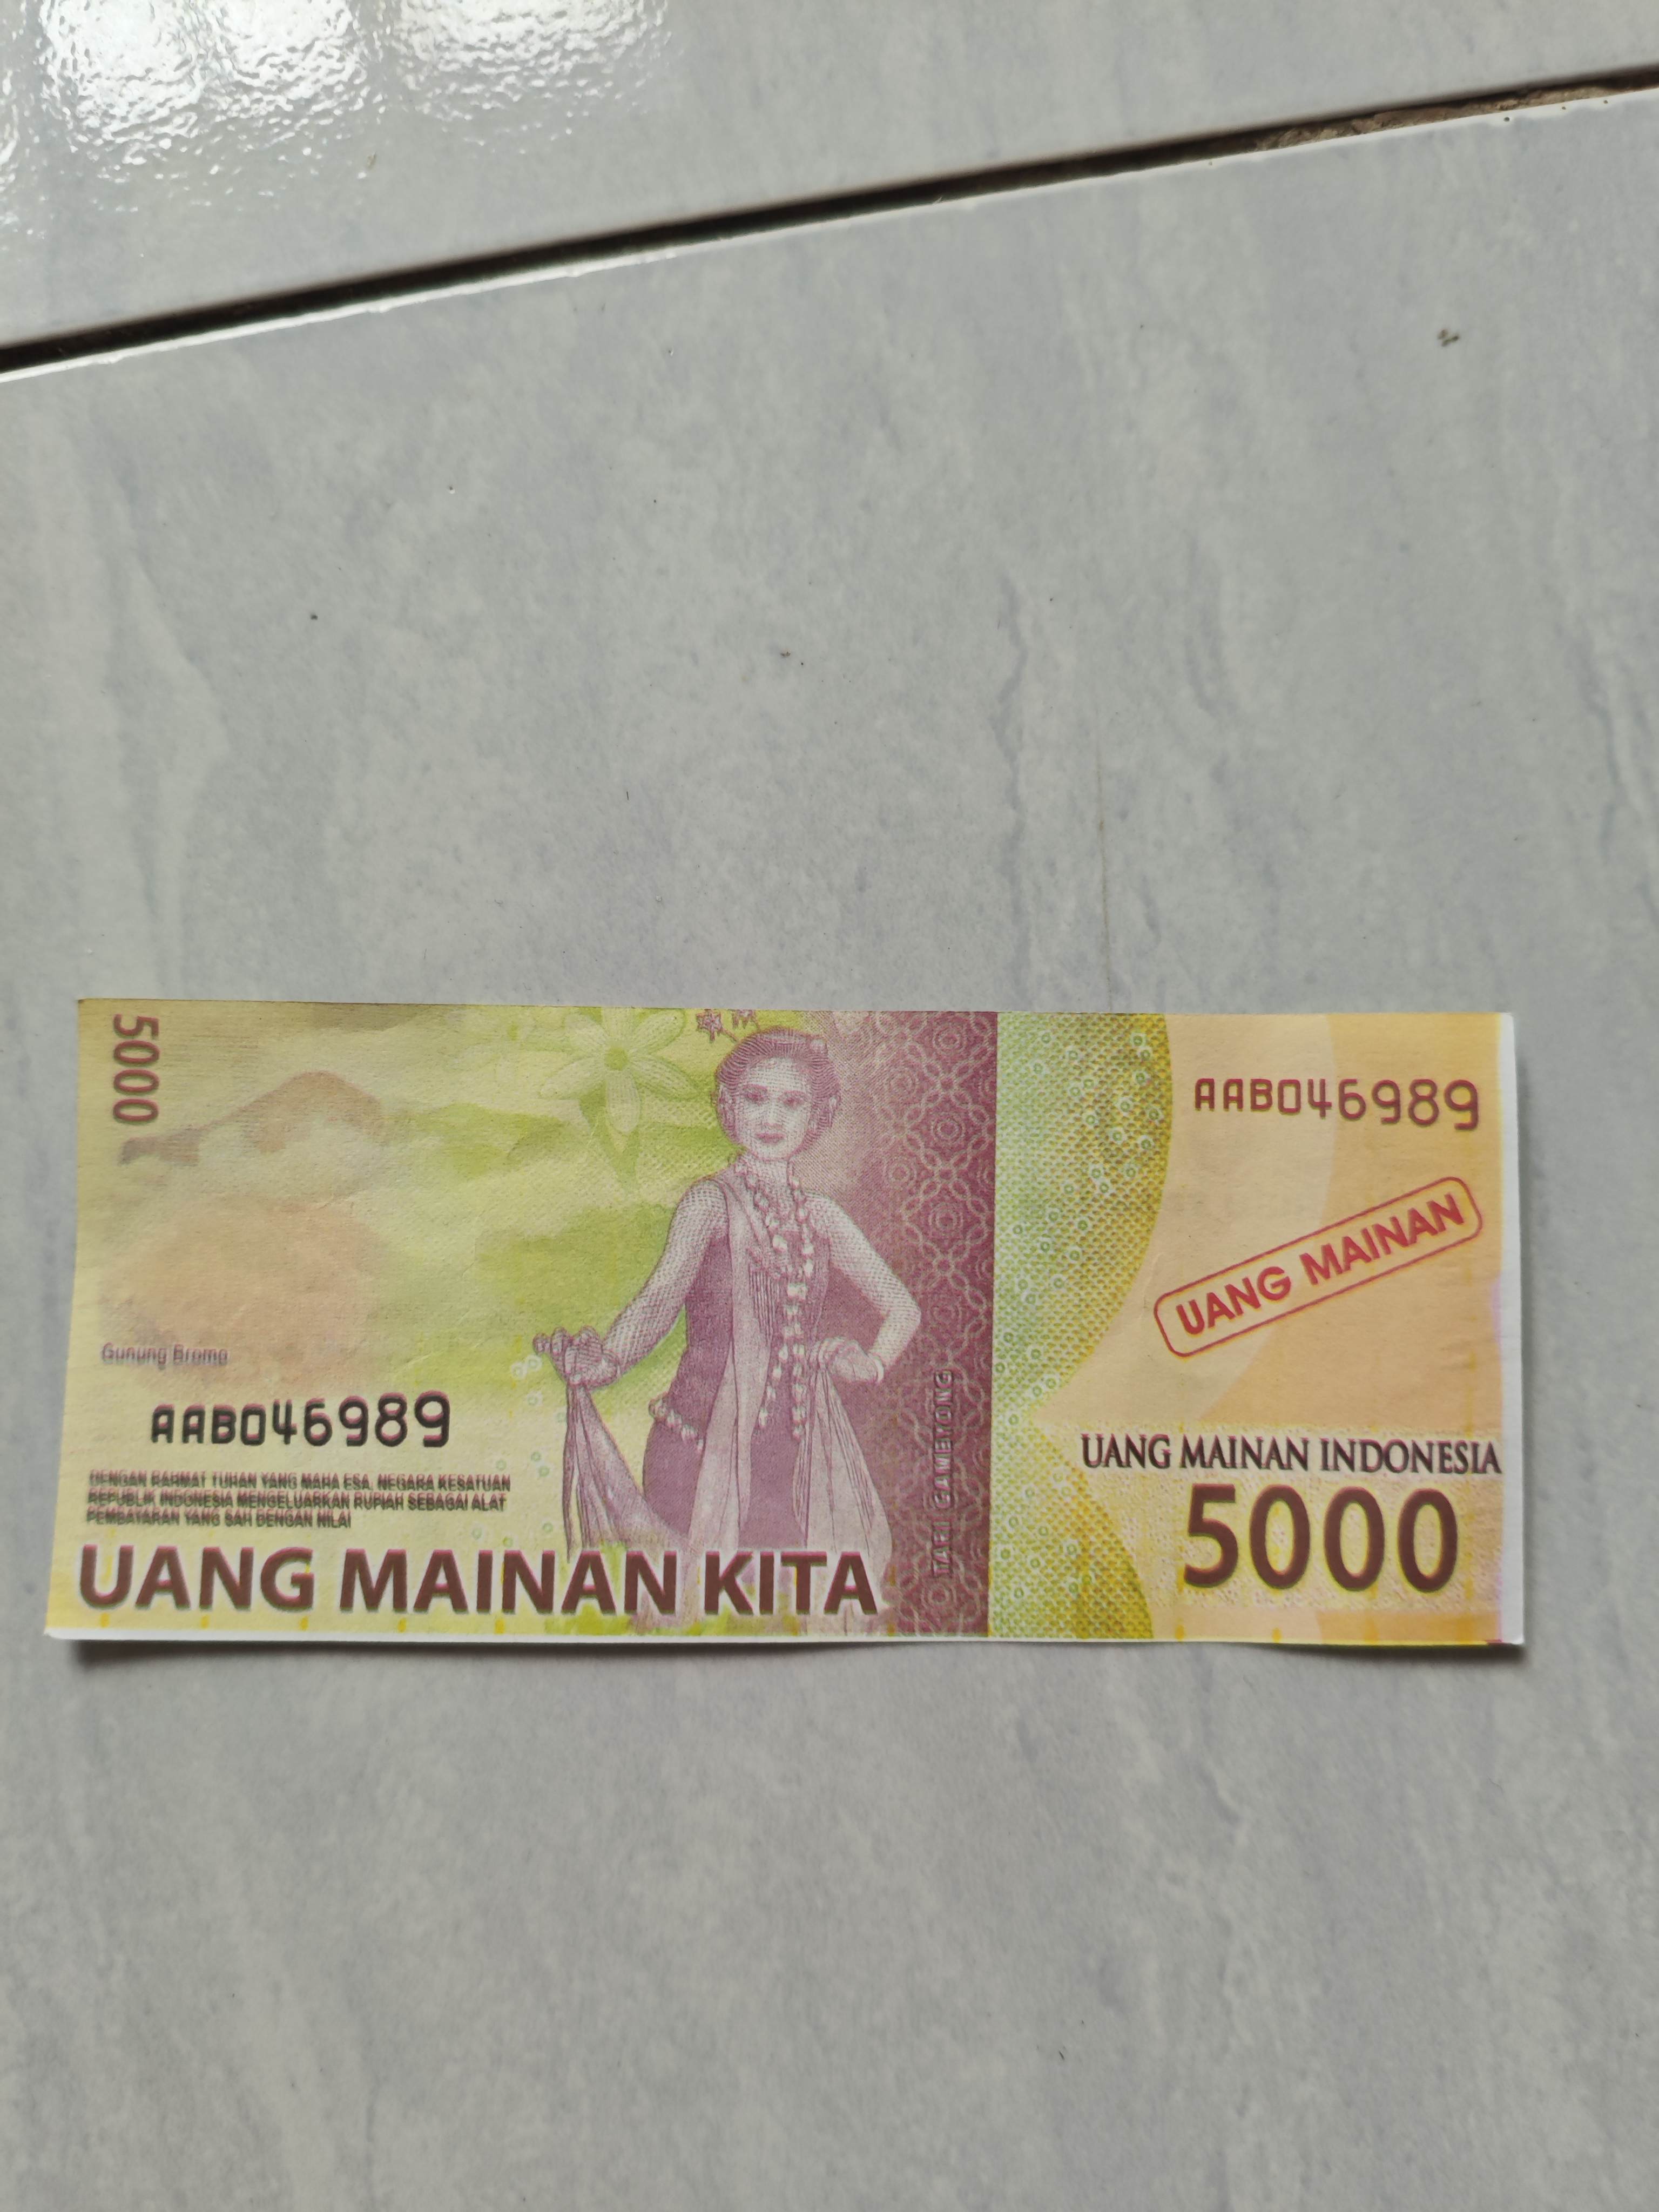 5000
AAB046989
UANG MAINAN
Gunung Bromo
AAB046989
DENGAN RAHMAT TUHAN YANG MAHA ESA, NEGARA KESATUAN
REPUBLIK INDONESIA MENGELUARKAN RUPIAH SEBAGAI ALAT
PEMBAYARAN YANG SAH DENGAN NILAI
UANG MAINAN KITA
TARI GAMBYONG
UANG MAINAN INDONESIA
5000